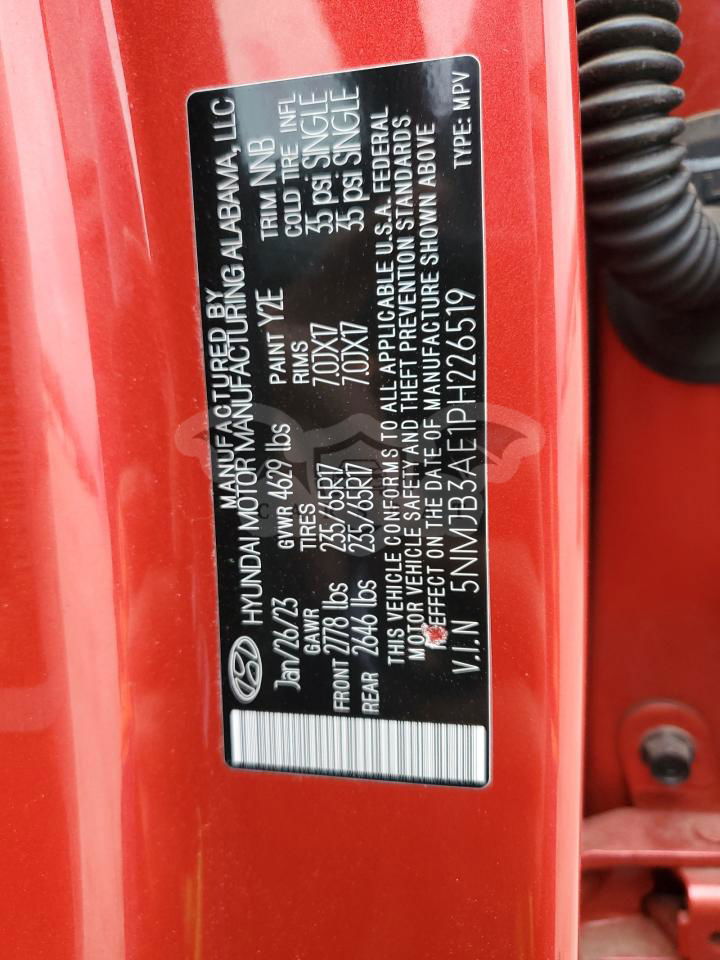 MANUFACTURED BY
HYUNDAI MOTOR MANUFACTURING ALABAMA, LLC
Jan/26/23 GVWR 4629 lbs PAINT Y2E TRIM NNB
GAWR TIRES RIMS COLD TIRE INFL
FRONT 2778 lbs 235/65R17 7.0JX17 35 psi SINGLE
REAR 2646 lbs 235/65R17 7.0JX17 35 psi SINGLE
THIS VEHICLE CONFORMS TO ALL APPLICABLE U.S.A. FEDERAL
MOTOR VEHICLE SAFETY AND THEFT PREVENTION STANDARDS
EFFECT ON THE DATE OF MANUFACTURE SHOWN ABOVE
V.I.N 5NMJB3AE1PH226519 TYPE: MPV